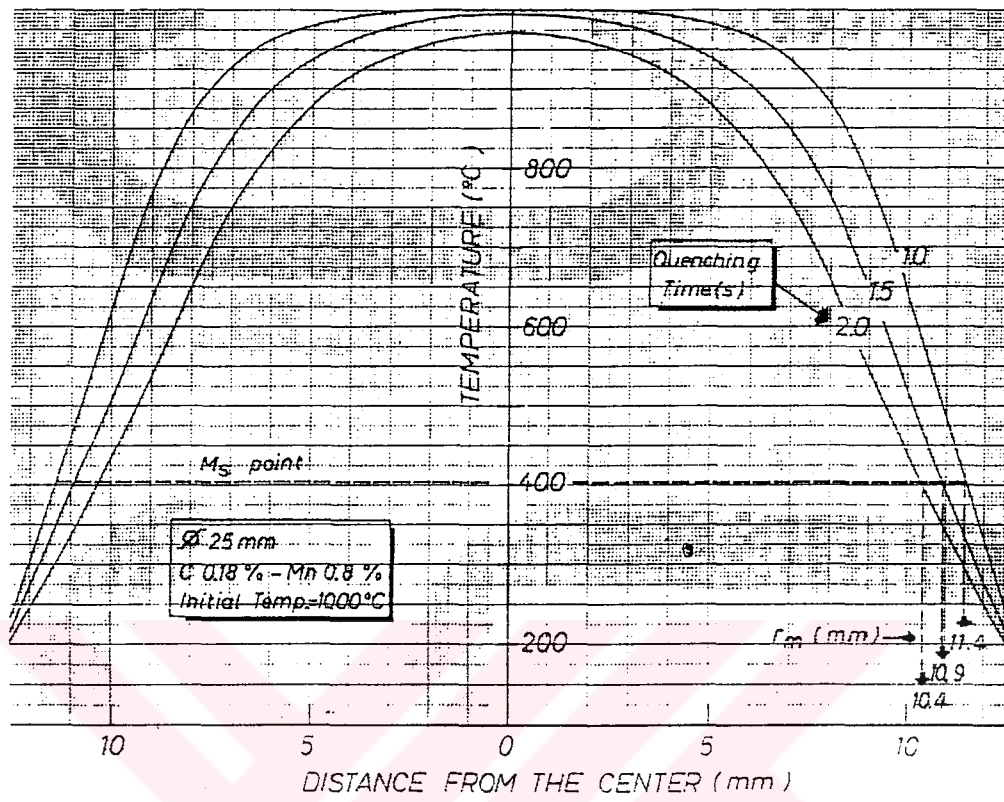 TEMPERATURE (°C)
800
600
400
200
Quenching
Time(s)
1.0
1.5
2.0
Ms point
Ø 25 mm
C 0.18 % - Mn 0.8 %
Initial Temp.=1000°C
rm (mm)
11.4
10.9
10.4
10 5 0 5 10
DISTANCE FROM THE CENTER (mm)